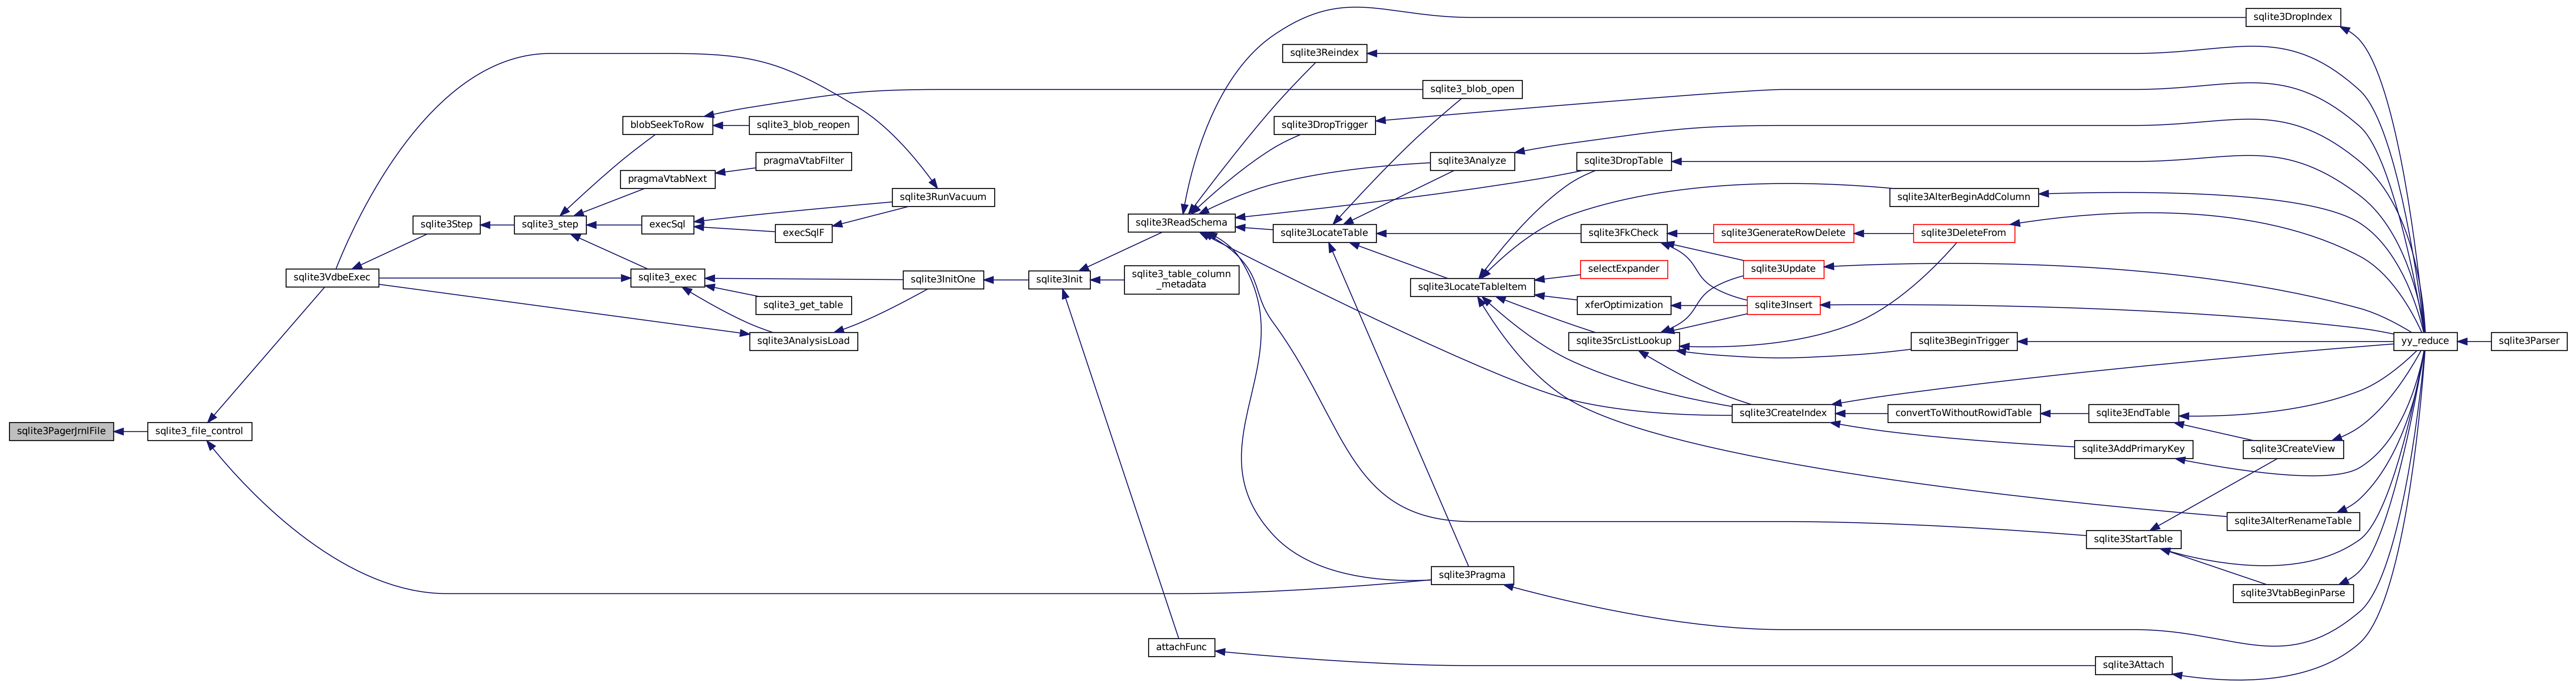 sqlite3PagerJrnlFile
sqlite3_file_control
sqlite3VdbeExec
sqlite3Step
sqlite3_step
blobSeekToRow
pragmaVtabNext
execSql
sqlite3_exec
sqlite3_blob_reopen
pragmaVtabFilter
execSqlF
sqlite3_get_table
sqlite3AnalysisLoad
sqlite3RunVacuum
sqlite3InitOne
sqlite3Init
sqlite3ReadSchema
sqlite3_table_column
_metadata
attachFunc
sqlite3Reindex
sqlite3DropTrigger
sqlite3LocateTable
sqlite3_blob_open
sqlite3Analyze
sqlite3LocateTableItem
sqlite3Pragma
sqlite3DropTable
sqlite3FkCheck
selectExpander
xferOptimization
sqlite3SrcListLookup
sqlite3GenerateRowDelete
sqlite3Update
sqlite3Insert
sqlite3CreateIndex
sqlite3AlterBeginAddColumn
sqlite3DeleteFrom
sqlite3BeginTrigger
convertToWithoutRowidTable
sqlite3EndTable
sqlite3AddPrimaryKey
sqlite3StartTable
sqlite3Attach
sqlite3DropIndex
sqlite3CreateView
sqlite3AlterRenameTable
sqlite3VtabBeginParse
yy_reduce
sqlite3Parser